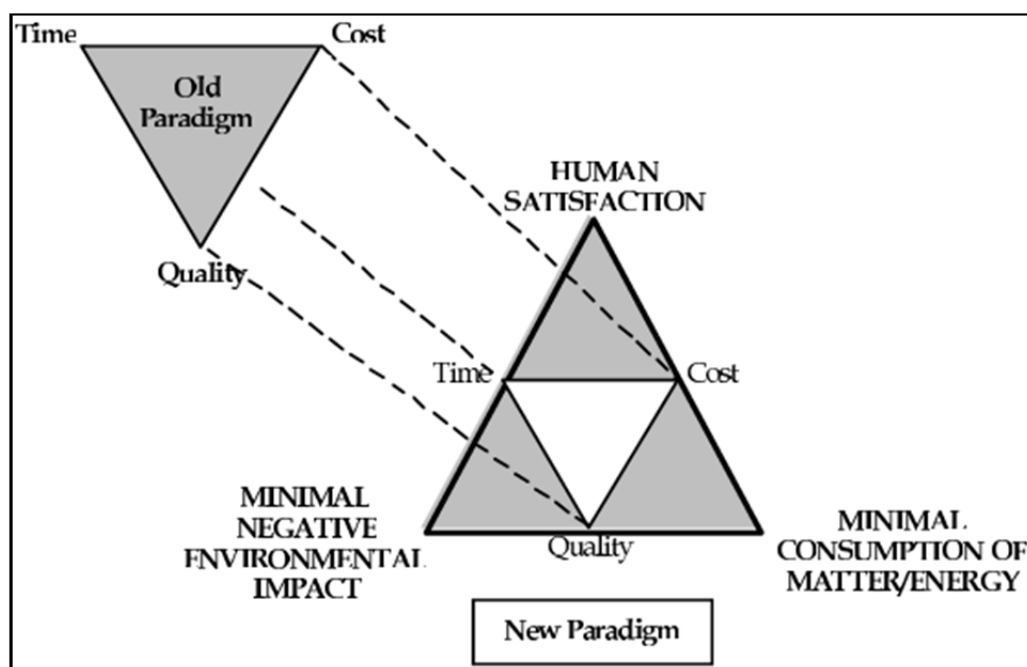 Time
Cost
Old
Paradigm
Quality
HUMAN
SATISFACTION
Time
Cost
MINIMAL
NEGATIVE
ENVIRONMENTAL
IMPACT
Quality
MINIMAL
CONSUMPTION OF
MATTER/ENERGY
New Paradigm